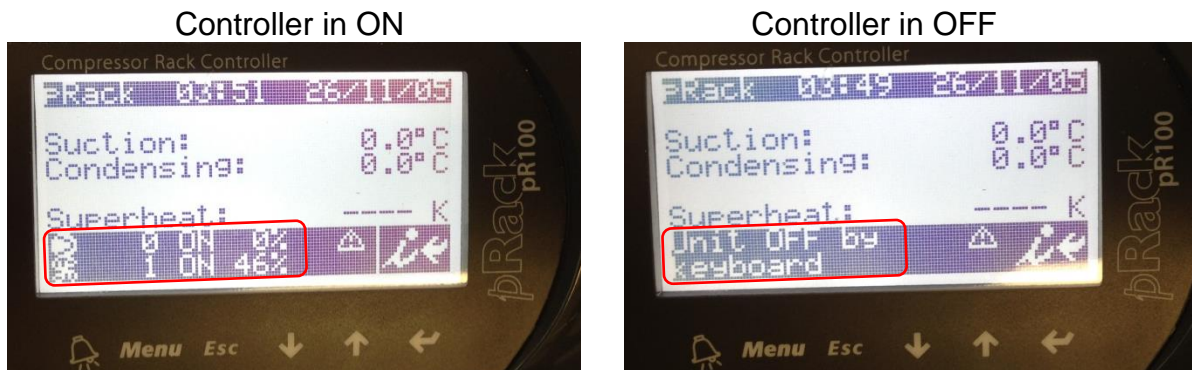 Controller in ON
Compressor Rack Controller
pRack 03:51 26/11/05
Suction: 0.0°C
Condensing: 0.0°C
Superheat: ---- K
0 ON 0%
1 ON 46%
pRack
pR100
Menu Esc
Controller in OFF
Compressor Rack Controller
pRack 03:49 26/11/05
Suction: 0.0°C
Condensing: 0.0°C
Superheat: ---- K
Unit OFF by
keyboard
pRack
pR100
Menu Esc